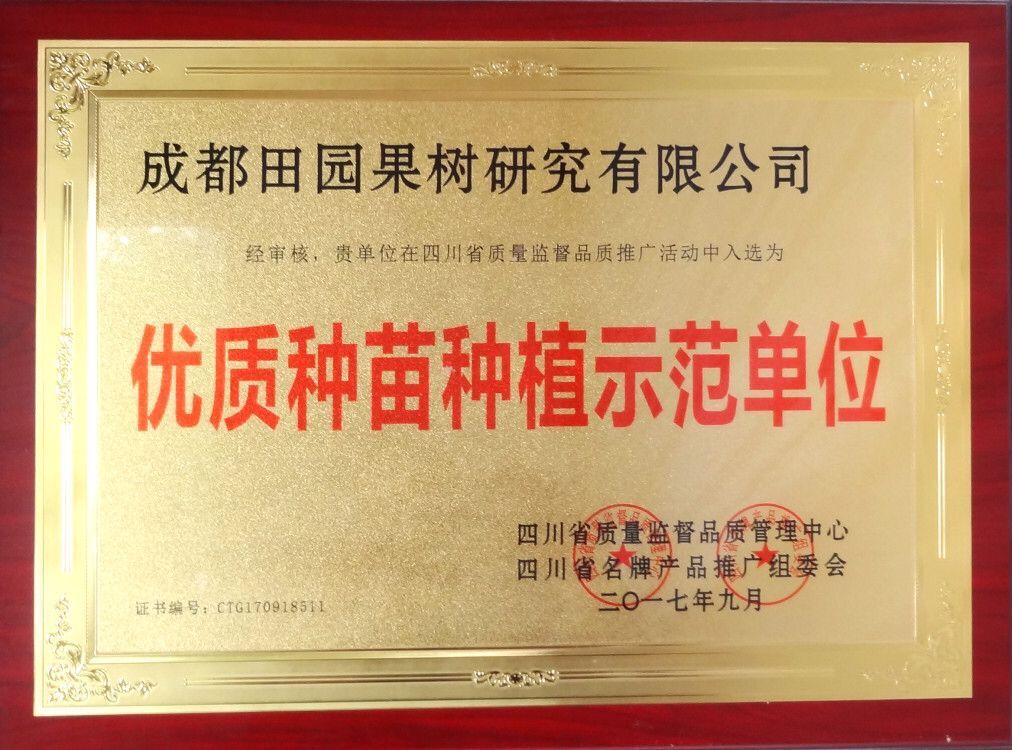 成都田园果树研究有限公司
经审核，贵单位在四川省质量监督品质推广活动中入选为
优质种苗种植示范单位
四川省质量监督品质管理中心
四川省名牌产品推广组委会
二〇一七年九月
证书编号：CTG170918511